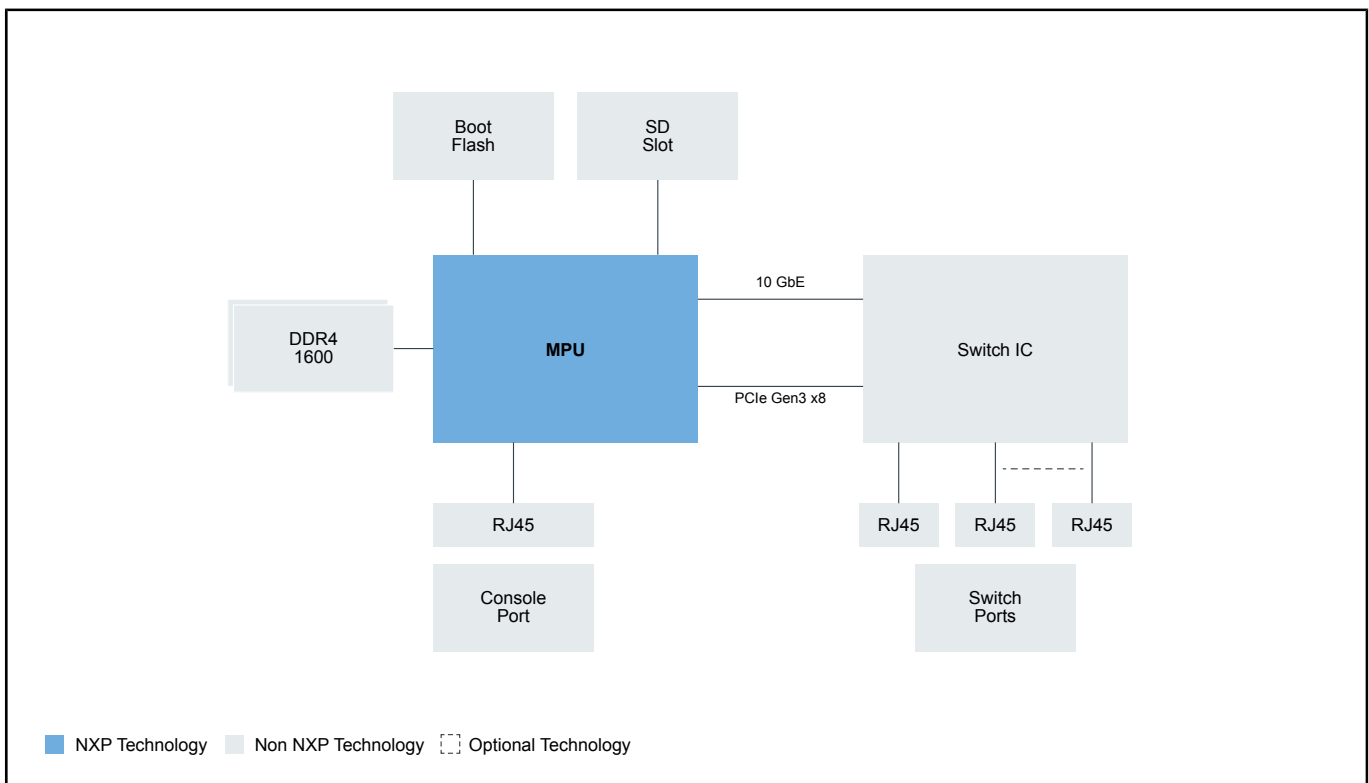 Boot
Flash
SD
Slot
10 GbE
DDR4
1600
MPU
Switch IC
PCIe Gen3 x8
RJ45
RJ45
RJ45
RJ45
Console
Port
Switch
Ports
NXP Technology
Non NXP Technology
Optional Technology